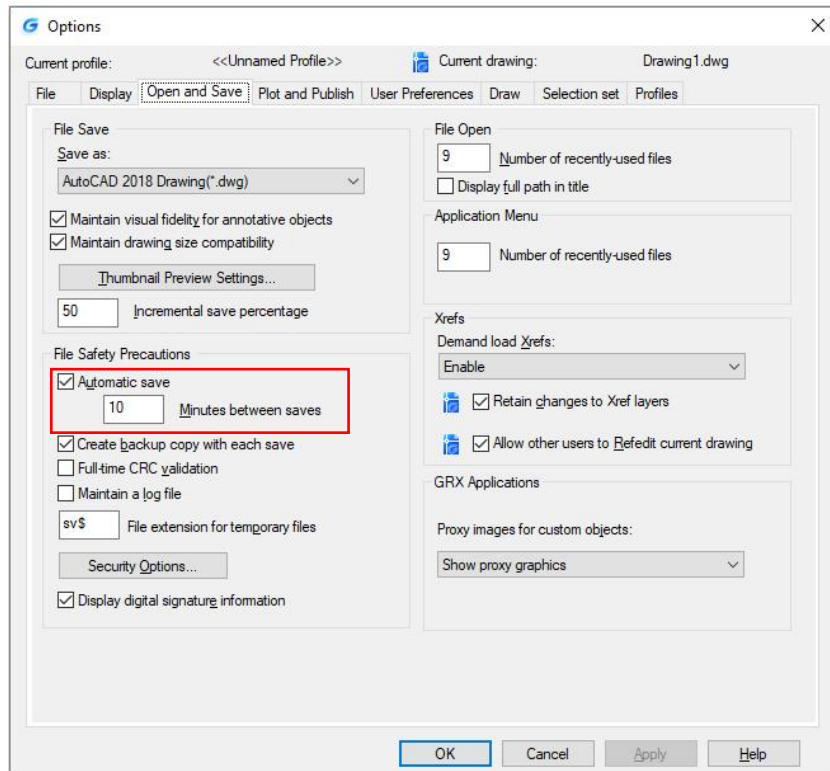 Options
Current profile: <<Unnamed Profile>> Current drawing: Drawing1.dwg
File Display Open and Save Plot and Publish User Preferences Draw Selection set Profiles
File Save
Save as:
AutoCAD 2018 Drawing(*.dwg)
Maintain visual fidelity for annotative objects
Maintain drawing size compatibility
Thumbnail Preview Settings...
50 Incremental save percentage
File Safety Precautions
Automatic save
10 Minutes between saves
Create backup copy with each save
Full-time CRC validation
Maintain a log file
sv$ File extension for temporary files
Security Options...
Display digital signature information
File Open
9 Number of recently-used files
Display full path in title
Application Menu
9 Number of recently-used files
Xrefs
Demand load Xrefs:
Enable
Retain changes to Xref layers
Allow other users to Refedit current drawing
GRX Applications
Proxy images for custom objects:
Show proxy graphics
OK Cancel Apply Help